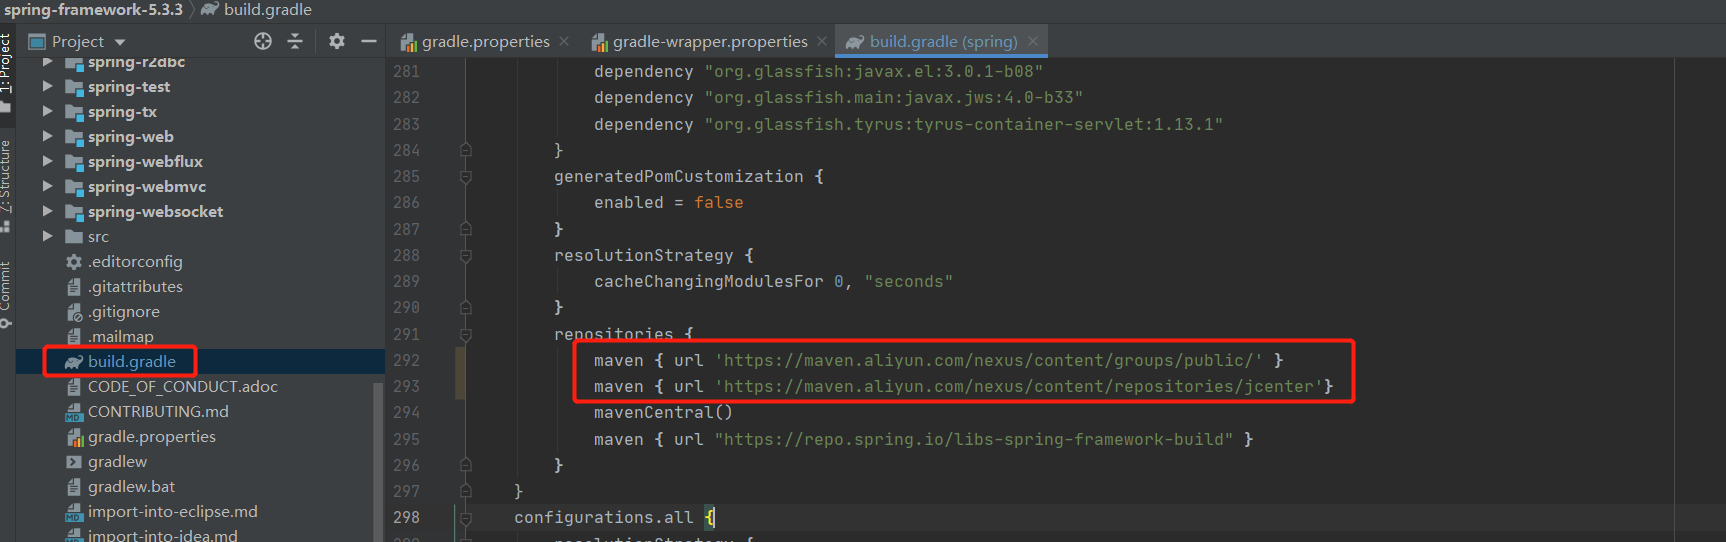 spring-framework-5.3.3 build.gradle
1: Project
Z: Structure
Commit
Project
spring-r2dbc
spring-test
spring-tx
spring-web
spring-webflux
spring-webmvc
spring-websocket
src
.editorconfig
.gitattributes
.gitignore
.mailmap
build.gradle
CODE_OF_CONDUCT.adoc
CONTRIBUTING.md
gradle.properties
gradlew
gradlew.bat
import-into-eclipse.md
import-into-idea.md
gradle.properties gradle-wrapper.properties build.gradle (spring)
281 dependency "org.glassfish:javax.el:3.0.1-b08"
282 dependency "org.glassfish.main:javax.jws:4.0-b33"
283 dependency "org.glassfish.tyrus:tyrus-container-servlet:1.13.1"
284 }
285 generatedPomCustomization {
286 enabled = false
287 }
288 resolutionStrategy {
289 cacheChangingModulesFor 0, "seconds"
290 }
291 repositories {
292 maven { url 'https://maven.aliyun.com/nexus/content/groups/public/' }
293 maven { url 'https://maven.aliyun.com/nexus/content/repositories/jcenter'}
294 mavenCentral()
295 maven { url "https://repo.spring.io/libs-spring-framework-build" }
296 }
297 }
298 configurations.all {
resolutionStrategy {